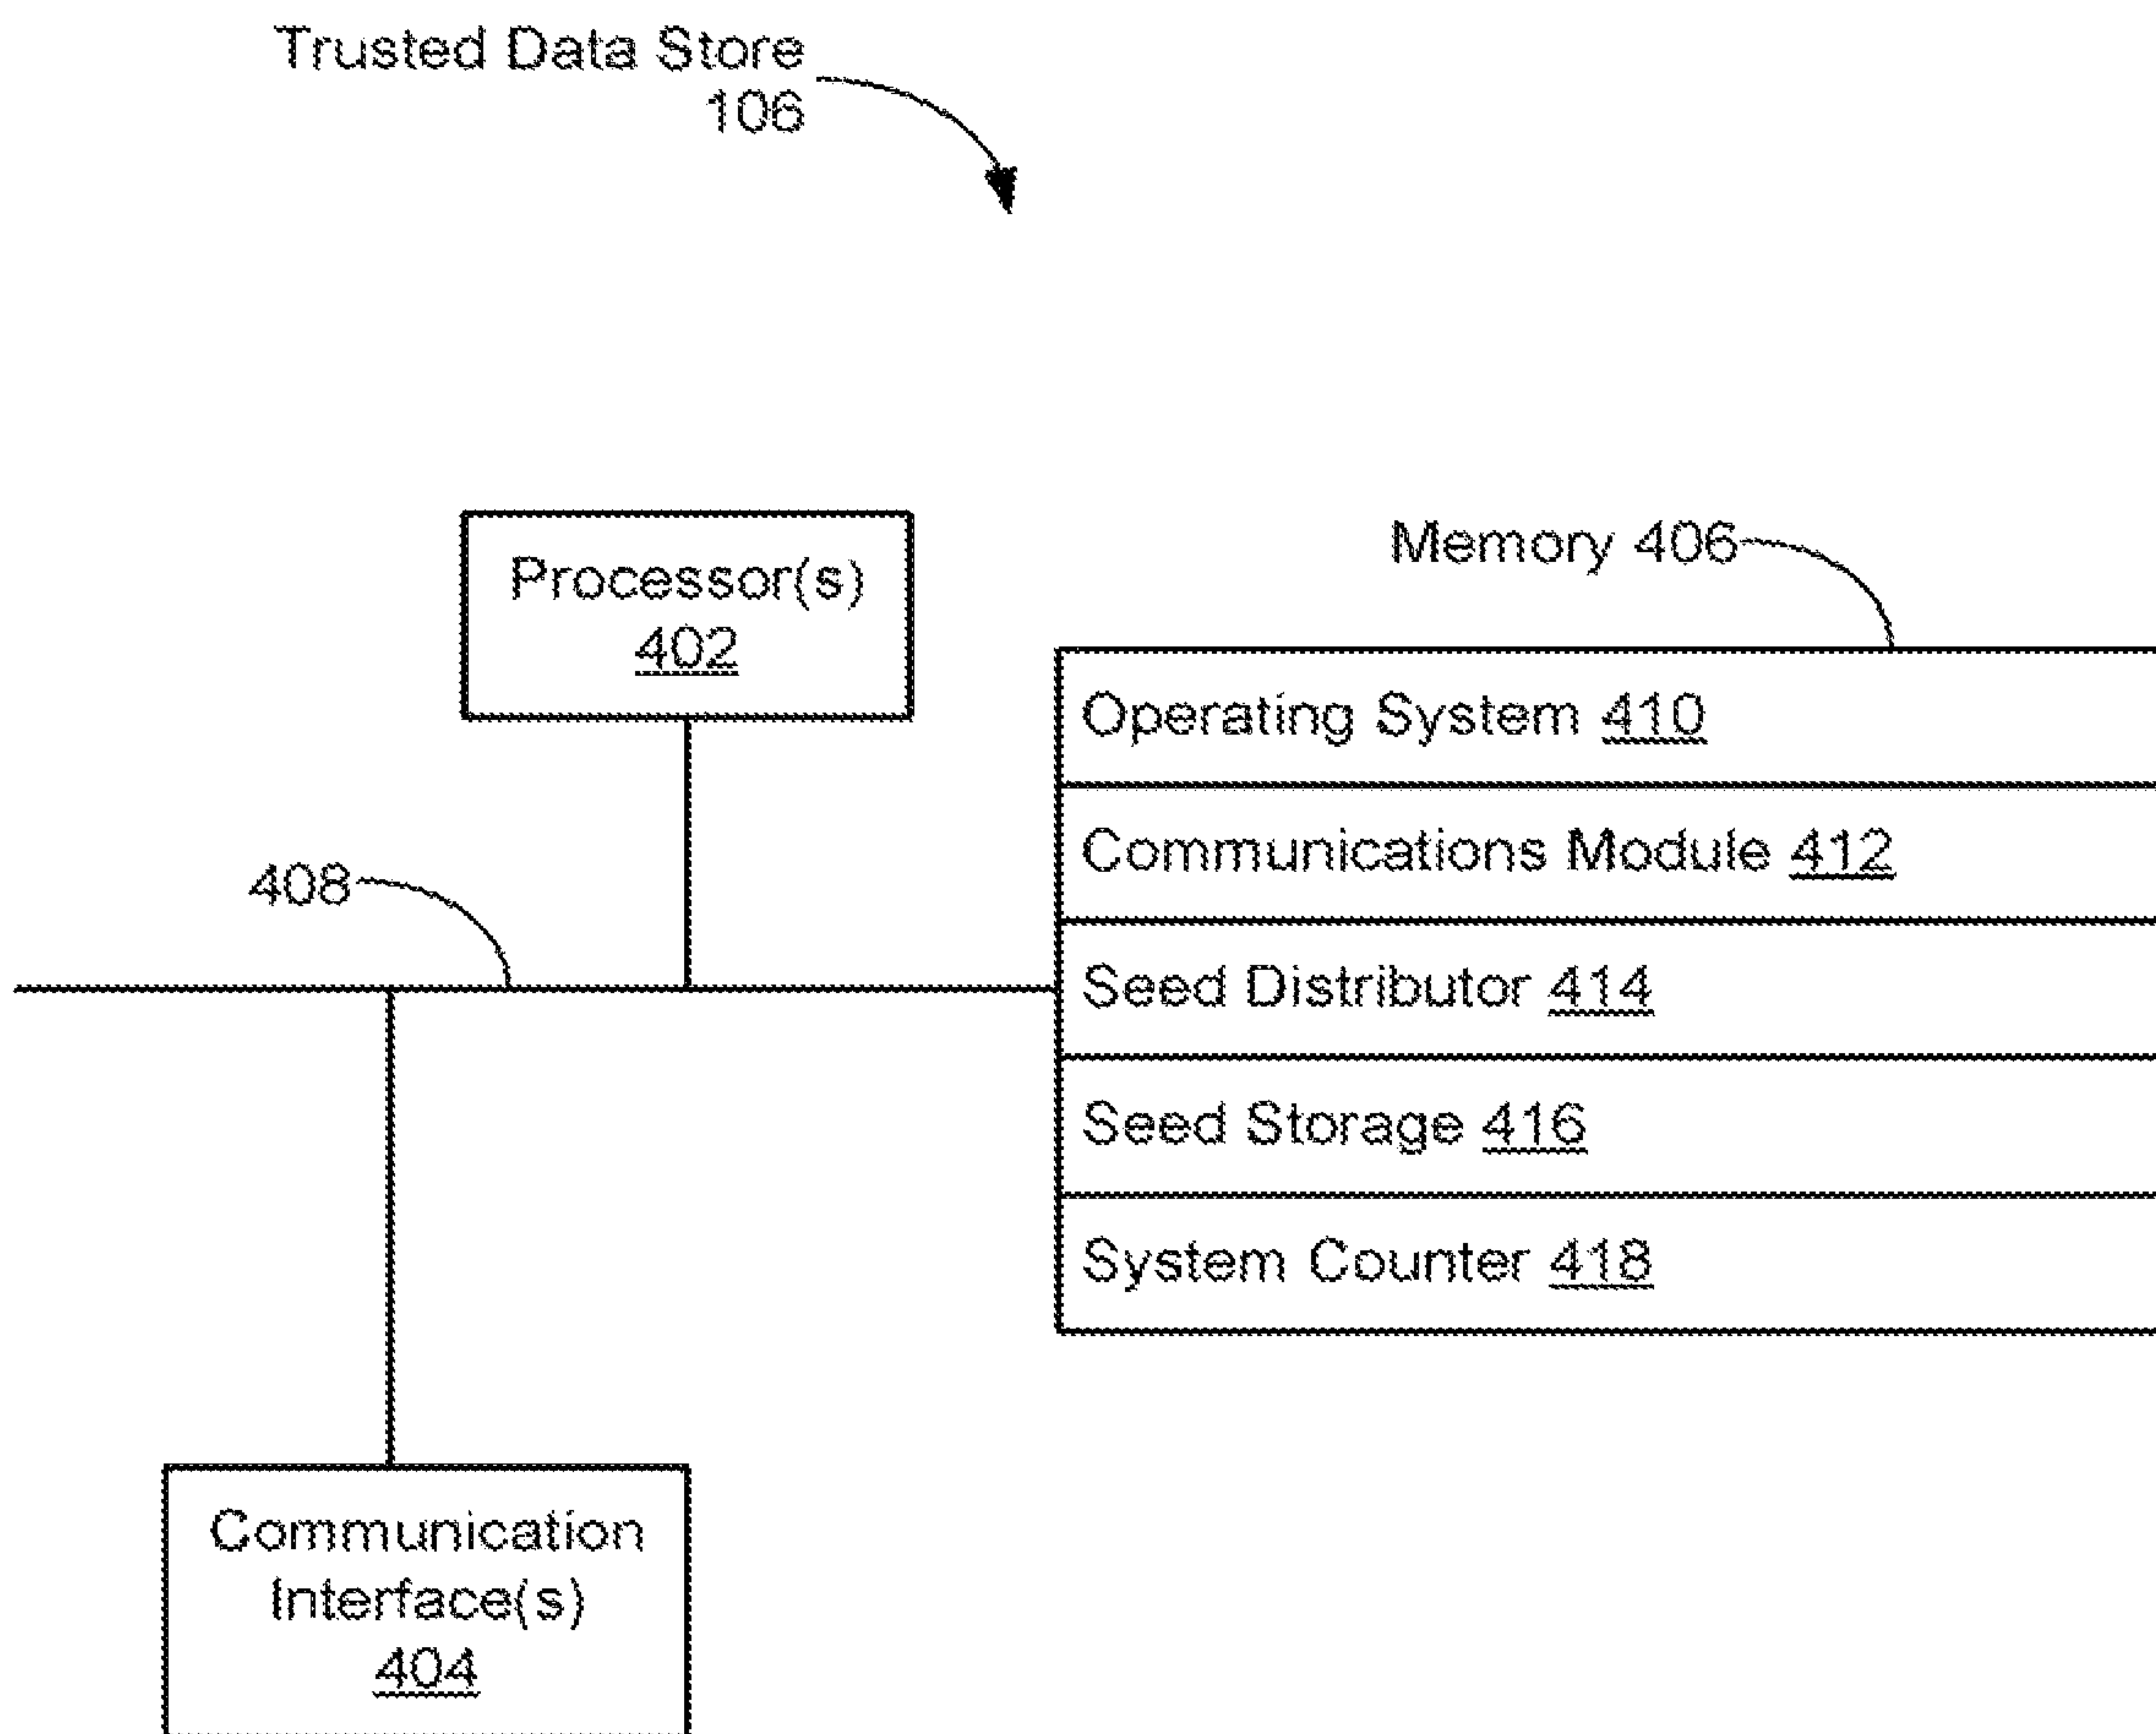 Trusted Data Store
106
Processor(s)
402
Memory 406
Operating System 410
Communications Module 412
408
Seed Distributor 414
Seed Storage 416
System Counter 418
Communication
Interface(s)
404